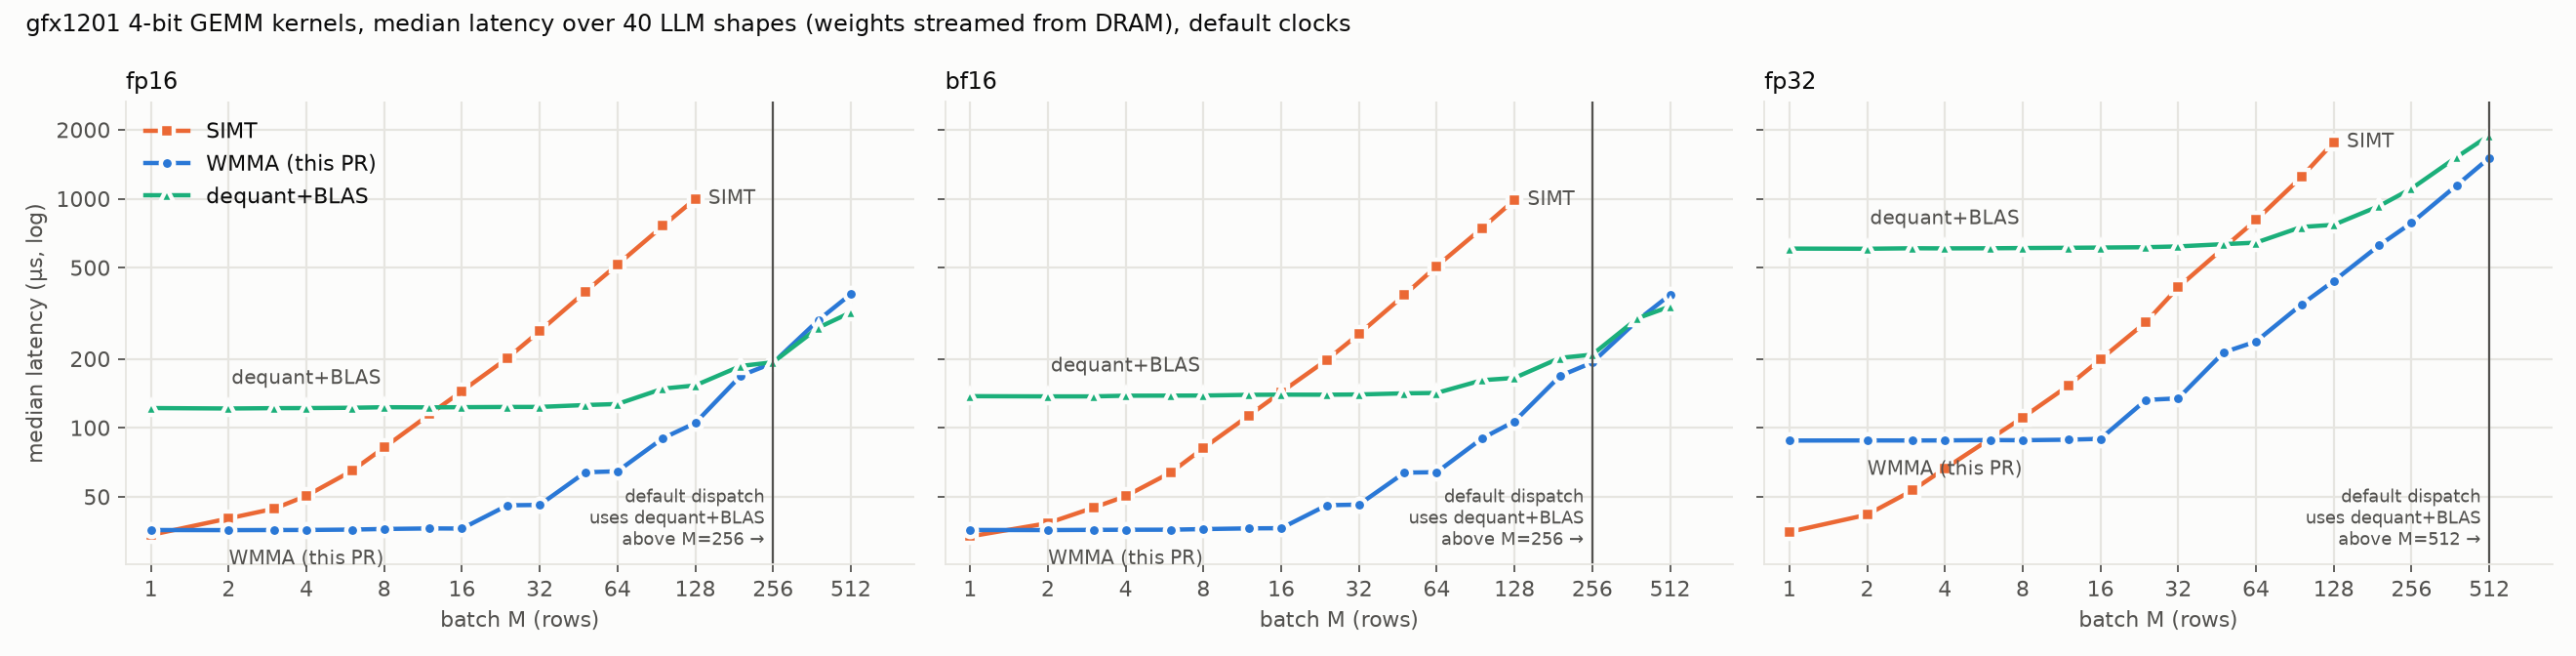 gfx1201 4-bit GEMM kernels, median latency over 40 LLM shapes (weights streamed from DRAM), default clocks
fp16
median latency (µs, log)
2000
1000
500
200
100
50
SIMT
WMMA (this PR)
dequant+BLAS
SIMT
dequant+BLAS
WMMA (this PR)
default dispatch
uses dequant+BLAS
above M=256 →
1 2 4 8 16 32 64 128 256 512
batch M (rows)
bf16
SIMT
dequant+BLAS
WMMA (this PR)
default dispatch
uses dequant+BLAS
above M=256 →
1 2 4 8 16 32 64 128 256 512
batch M (rows)
fp32
SIMT
dequant+BLAS
WMMA (this PR)
default dispatch
uses dequant+BLAS
above M=512 →
1 2 4 8 16 32 64 128 256 512
batch M (rows)